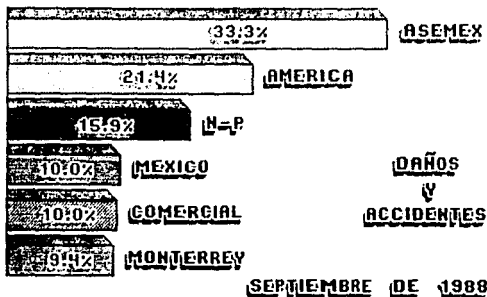 33.3% ASEMEX
21.4% AMERICA
15.9% N-P
10.0% MEXICO
10.0% COMERCIAL
9.4% MONTERREY
DAÑOS
Y
ACCIDENTES
SEPTIEMBRE DE 1988